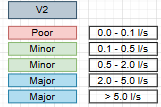 V2
Poor 0.0 - 0.1 l/s
Minor 0.1 - 0.5 l/s
Minor 0.5 - 2.0 l/s
Major 2.0 - 5.0 l/s
Major > 5.0 l/s